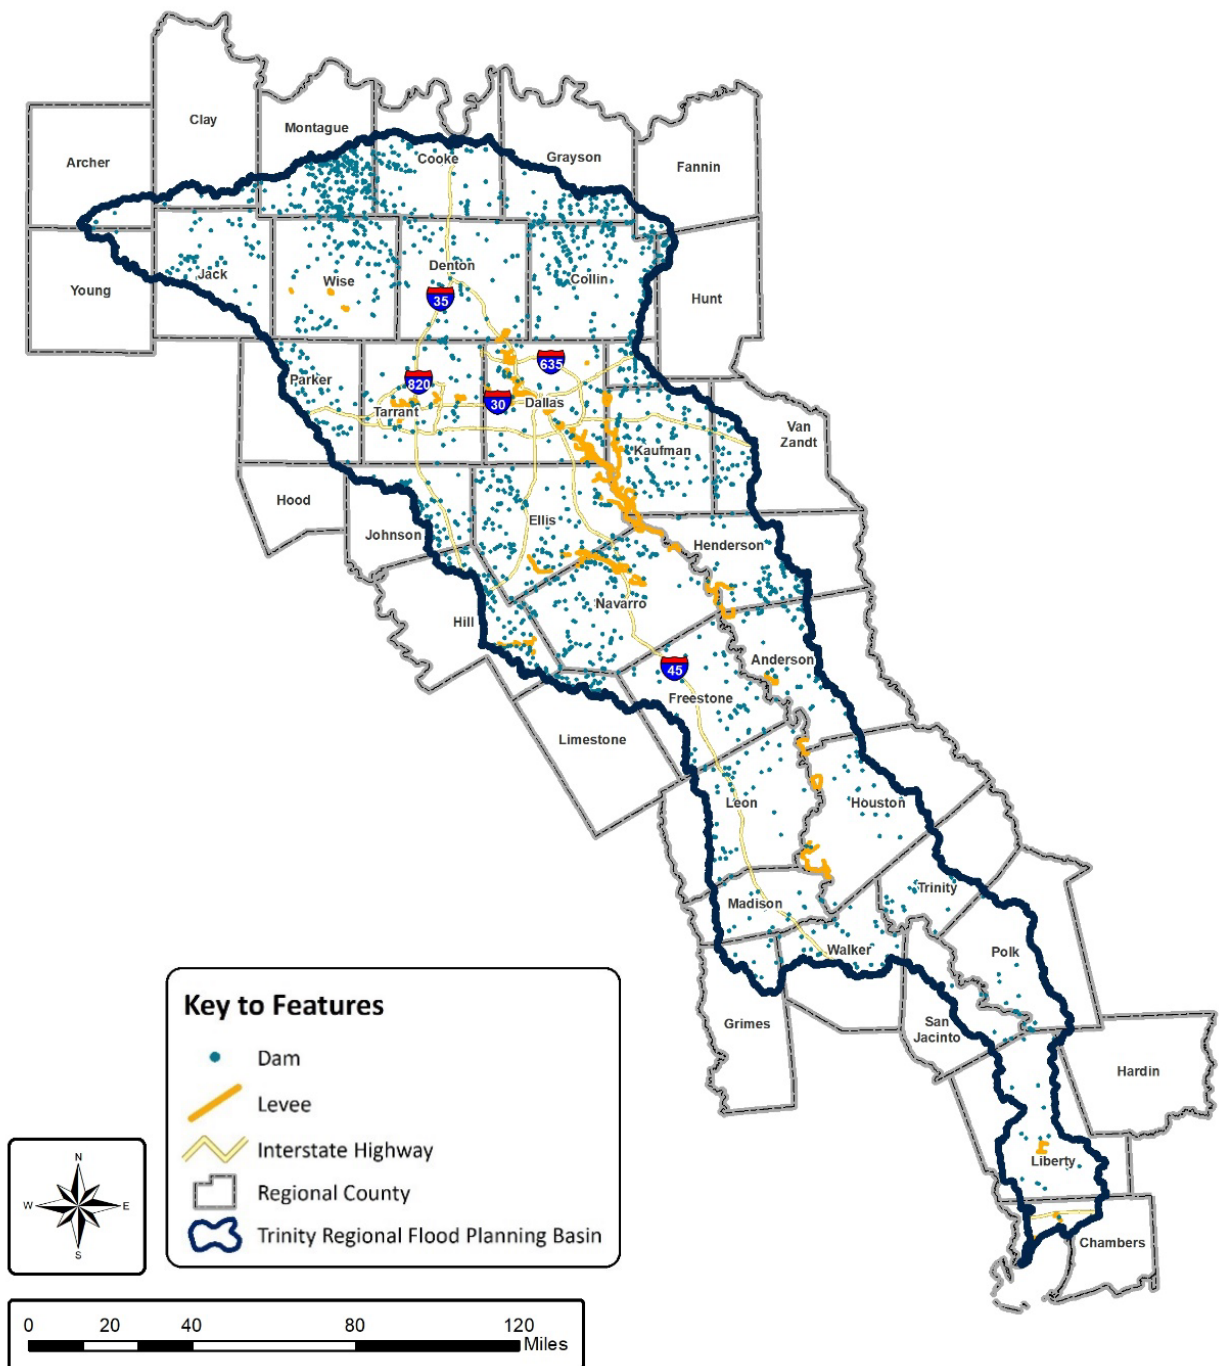 Clay
Montague
Archer
Cooke
Grayson
Fannin
Jack
Wise
Denton
Collin
Young
Hunt
35
635
Parker
820
Tarrant
30
Dallas
Van
Zandt
Kaufman
Hood
Ellis
Johnson
Henderson
Navarro
Hill
Anderson
45
Freestone
Limestone
Leon
Houston
Trinity
Madison
Walker
Polk
Grimes
San
Jacinto
Hardin
Liberty
Chambers
Key to Features
Dam
Levee
Interstate Highway
Regional County
Trinity Regional Flood Planning Basin
N
W E
S
0 20 40 80 120
Miles